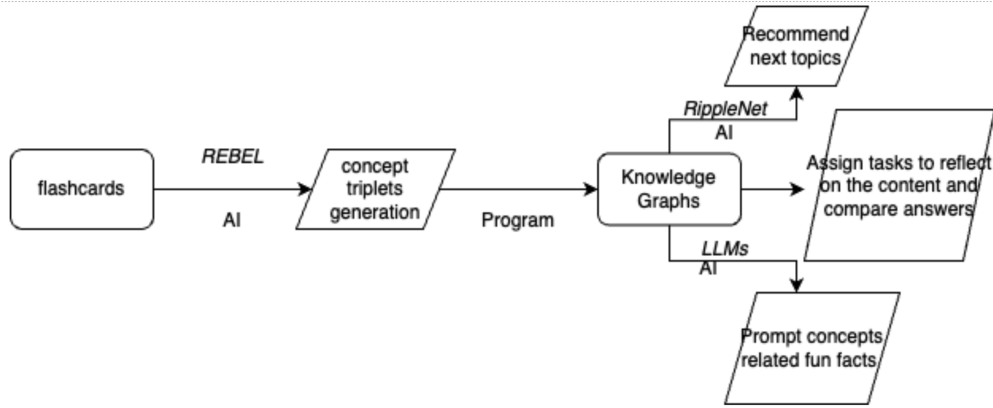 Recommend
next topics
RippleNet
AI
REBEL
AI
flashcards
concept
triplets
generation
Program
Knowledge
Graphs
Assign tasks to reflect
on the content and
compare answers
LLMs
AI
Prompt concepts
related fun facts